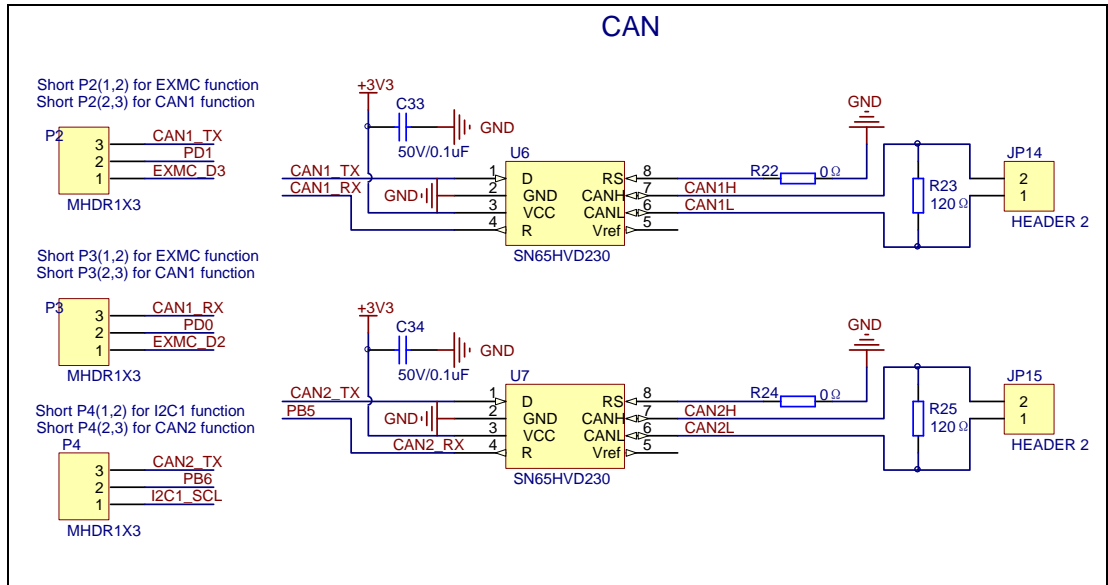 CAN
Short P2(1,2) for EXMC function
Short P2(2,3) for CAN1 function
P2
3 CAN1_TX
2 PD1
1 EXMC_D3
MHDR1X3
Short P3(1,2) for EXMC function
Short P3(2,3) for CAN1 function
P3
3 CAN1_RX
2 PD0
1 EXMC_D2
MHDR1X3
Short P4(1,2) for I2C1 function
Short P4(2,3) for CAN2 function
P4
3 CAN2_TX
2 PB6
1 I2C1_SCL
MHDR1X3
+3V3
C33
GND
50V/0.1uF
U6
CAN1_TX 1 D RS 8 R22 0Ω GND
CAN1_RX GND 2 GND CANH 7 CAN1H
3 VCC CANL 6 CAN1L
4 R Vref 5
SN65HVD230
R23
120Ω
JP14
2
1
HEADER 2
+3V3
C34
GND
50V/0.1uF
U7
CAN2_TX 1 D RS 8 R24 0Ω GND
PB5 GND 2 GND CANH 7 CAN2H
3 VCC CANL 6 CAN2L
CAN2_RX 4 R Vref 5
SN65HVD230
R25
120Ω
JP15
2
1
HEADER 2